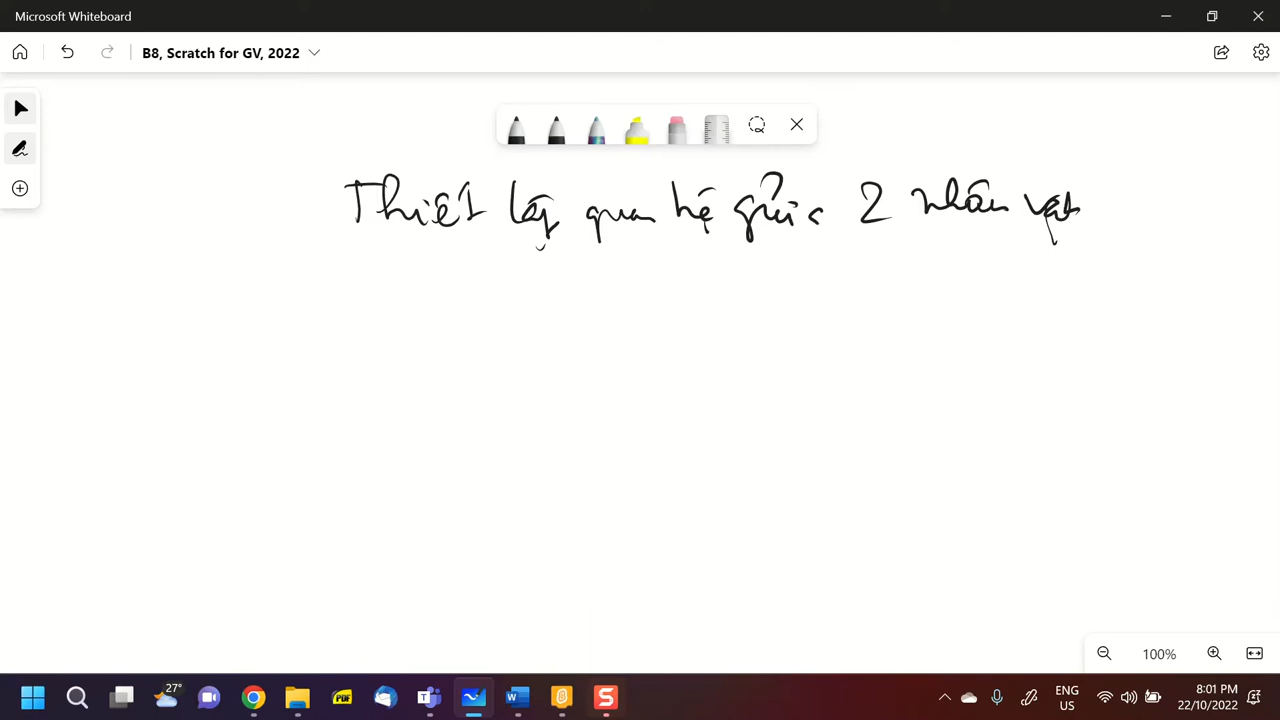 Microsoft Whiteboard
B8, Scratch for GV, 2022
Thiết lập quan hệ giữa 2 nhân vật
100%
27°
PDF
ENG
US
8:01 PM
22/10/2022